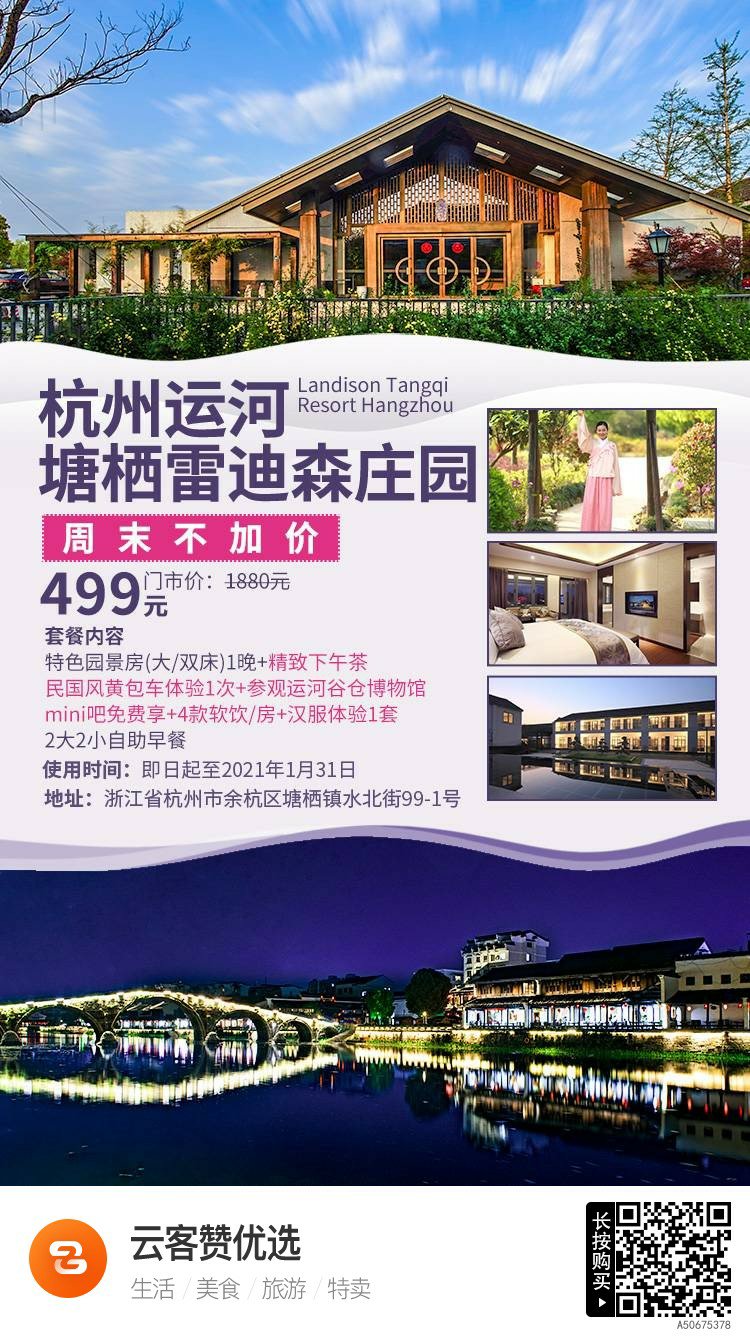 杭州运河
Landison Tangqi
Resort Hangzhou
塘栖雷迪森庄园
周末不加价
499元
门市价：1880元
套餐内容
特色园景房(大/双床)1晚+精致下午茶
民国风黄包车体验1次+参观运河谷仓博物馆
mini吧免费享+4款软饮/房+汉服体验1套
2大2小自助早餐
使用时间：即日起至2021年1月31日
地址：浙江省杭州市余杭区塘栖镇水北街99-1号
云客赞优选
生活/美食/旅游/特卖
长按购买
A50675378